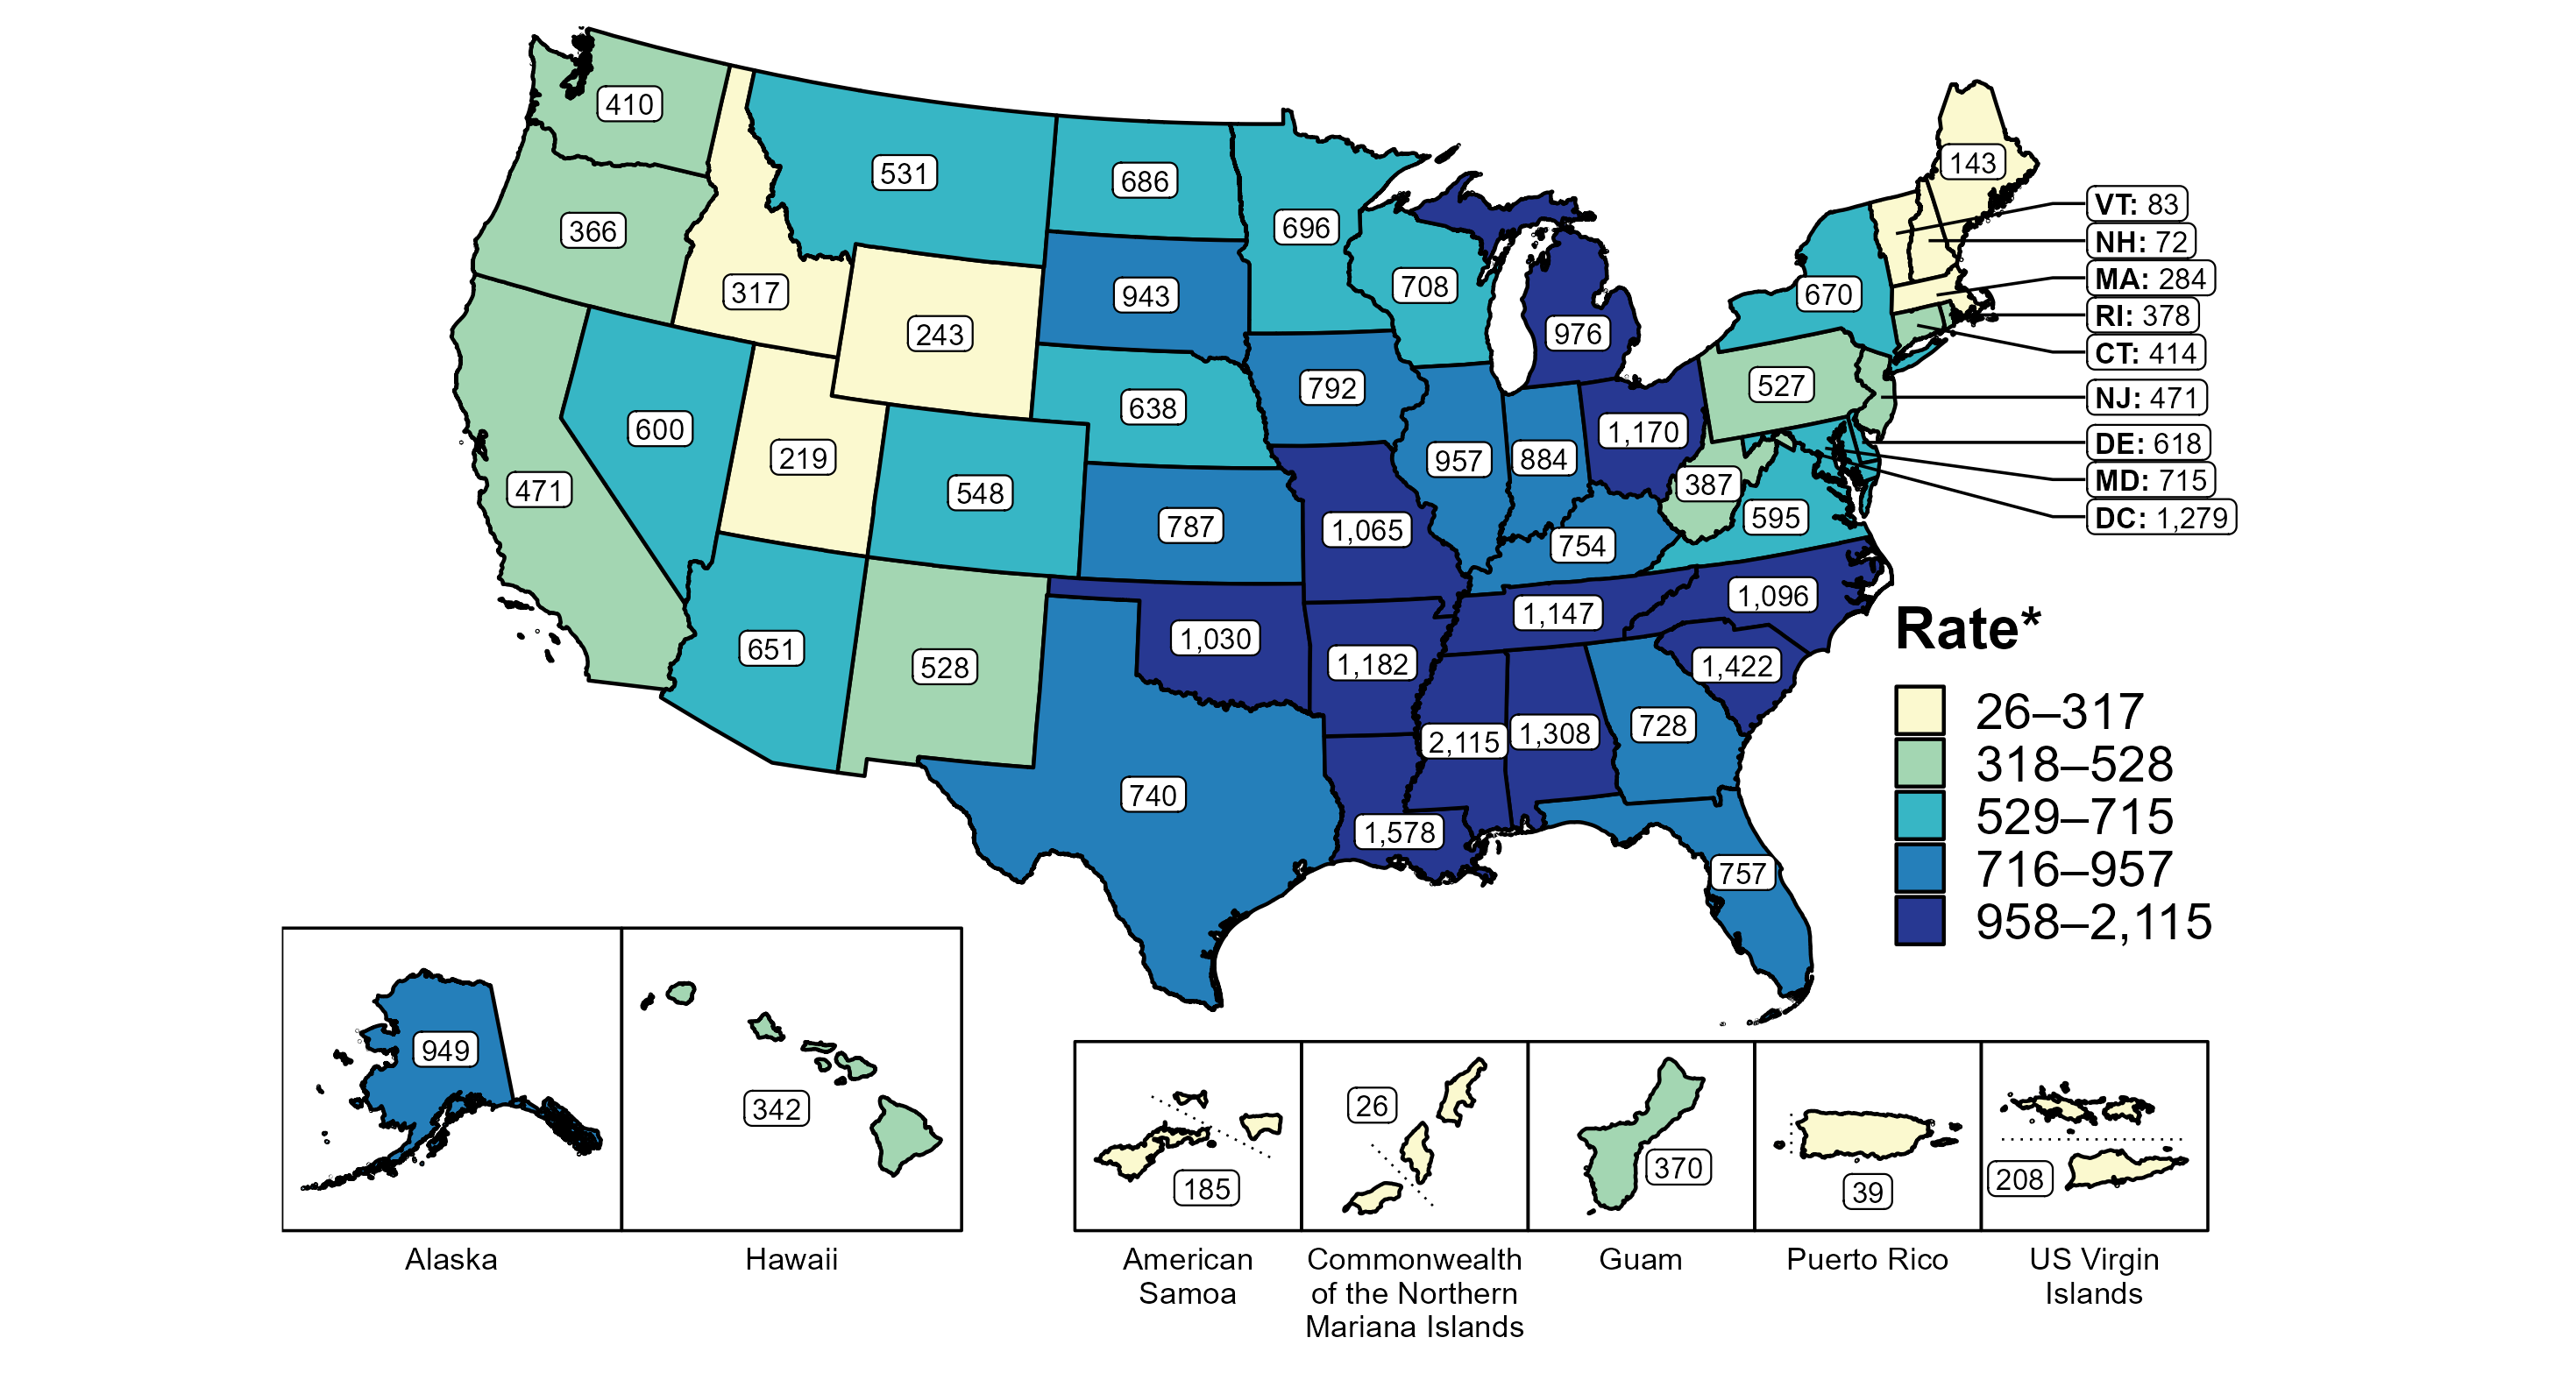 410
531
686
696
143
VT: 83
366
NH: 72
317
943
708
MA: 284
670
RI: 378
243
976
CT: 414
792
527
NJ: 471
638
600
1,170
DE: 618
219
957
884
MD: 715
471
548
387
DC: 1,279
787
1,065
754
595
1,147
1,096
Rate*
651
528
1,030
1,182
1,422
26–317
2,115
1,308
728
318–528
740
529–715
1,578
757
716–957
958–2,115
949
342
185
26
370
39
208
Alaska
Hawaii
American
Samoa
Commonwealth
of the Northern
Mariana Islands
Guam
Puerto Rico
US Virgin
Islands